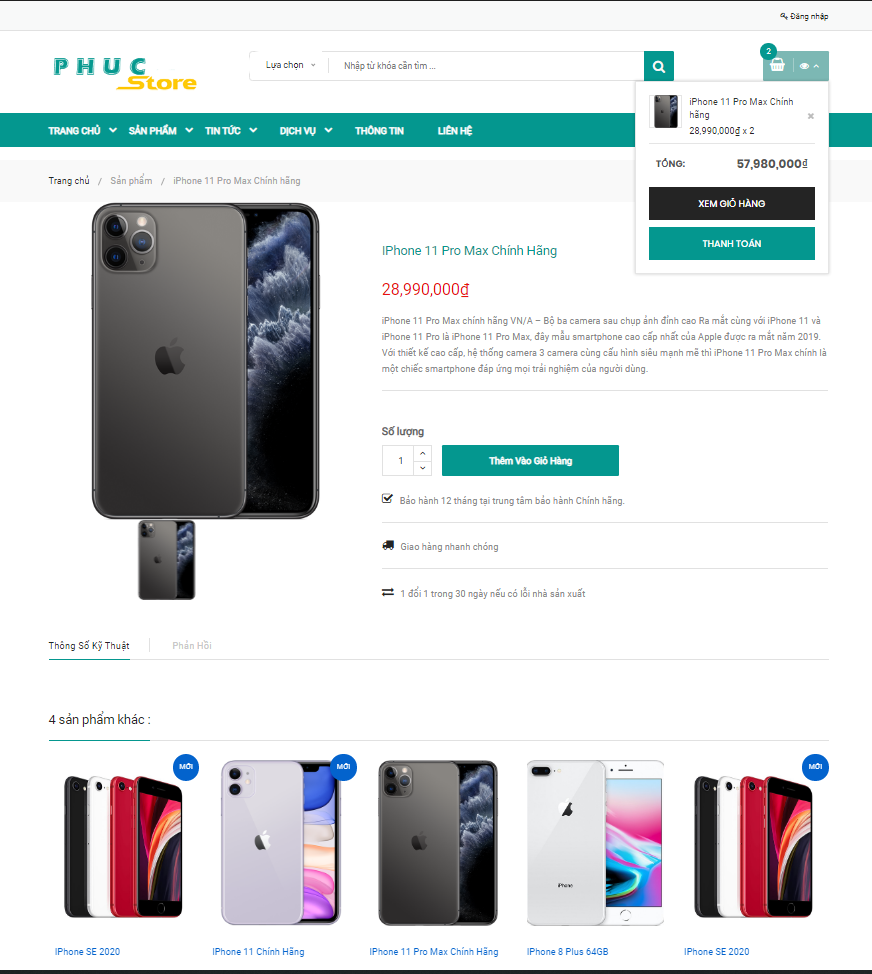 Đăng nhập
PHUC
Store
Lựa chọn
Nhập từ khóa cần tìm ...
2
iPhone 11 Pro Max Chính
hãng
×
28,990,000₫ x 2
TỔNG:
57,980,000₫
XEM GIỎ HÀNG
THANH TOÁN
TRANG CHỦ
SẢN PHẨM
TIN TỨC
DỊCH VỤ
THÔNG TIN
LIÊN HỆ
Trang chủ / Sản phẩm / iPhone 11 Pro Max Chính hãng
IPhone 11 Pro Max Chính Hãng
28,990,000₫
iPhone 11 Pro Max chính hãng VN/A – Bộ ba camera sau chụp ảnh đỉnh cao Ra mắt cùng với iPhone 11 và
iPhone 11 Pro là iPhone 11 Pro Max, đây mẫu smartphone cao cấp nhất của Apple được ra mắt năm 2019.
Với thiết kế cao cấp, hệ thống camera 3 camera cùng cấu hình siêu mạnh mẽ thì iPhone 11 Pro Max chính là
một chiếc smartphone đáp ứng mọi trải nghiệm của người dùng.
Số lượng
1
Thêm Vào Giỏ Hàng
Bảo hành 12 tháng tại trung tâm bảo hành Chính hãng.
Giao hàng nhanh chóng
1 đổi 1 trong 30 ngày nếu có lỗi nhà sản xuất
Thông Số Kỹ Thuật
Phản Hồi
4 sản phẩm khác :
MỚI
MỚI
MỚI
iPhone
IPhone SE 2020
IPhone 11 Chính Hãng
IPhone 11 Pro Max Chính Hãng
IPhone 8 Plus 64GB
IPhone SE 2020